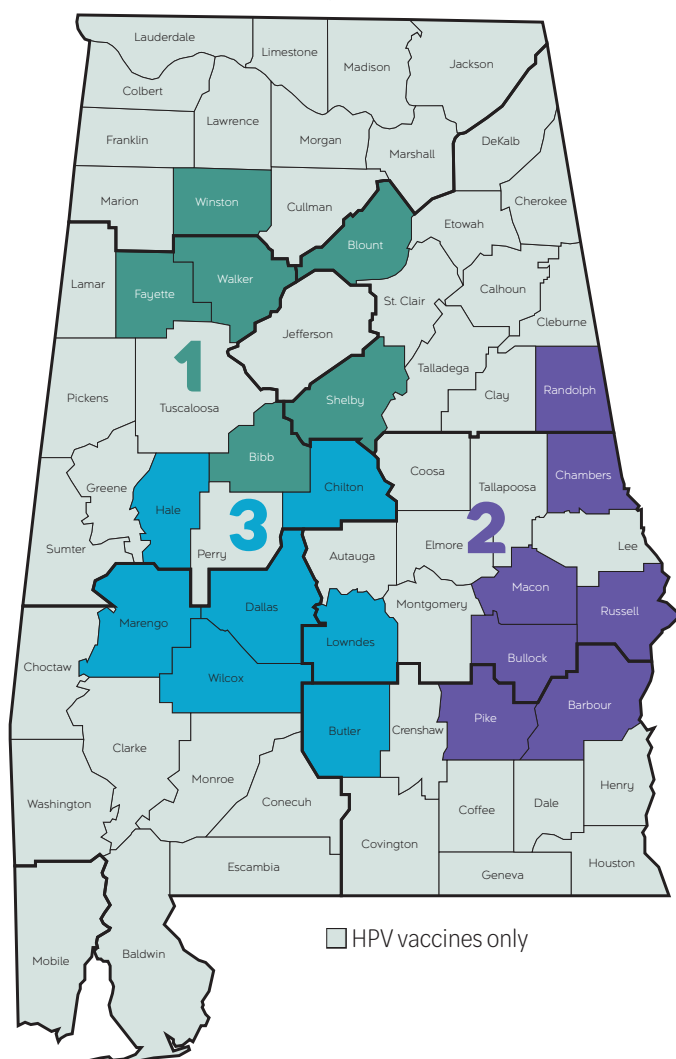 Lauderdale
Limestone
Madison
Jackson
Colbert
Lawrence
Franklin
Morgan
Marshall
DeKalb
Marion
Winston
Cullman
Cherokee
Etowah
Blount
Lamar
Fayette
Walker
St. Clair
Calhoun
Cleburne
Jefferson
1
Talladega
Pickens
Tuscaloosa
Shelby
Clay
Randolph
Bibb
Greene
Hale
Chilton
Coosa
Tallapoosa
Chambers
3
2
Sumter
Perry
Autauga
Elmore
Lee
Macon
Montgomery
Russell
Marengo
Dallas
Lowndes
Bullock
Choctaw
Wilcox
Butler
Crenshaw
Pike
Barbour
Clarke
Monroe
Conecuh
Washington
Coffee
Dale
Henry
Covington
Escambia
Geneva
Houston
HPV vaccines only
Mobile
Baldwin